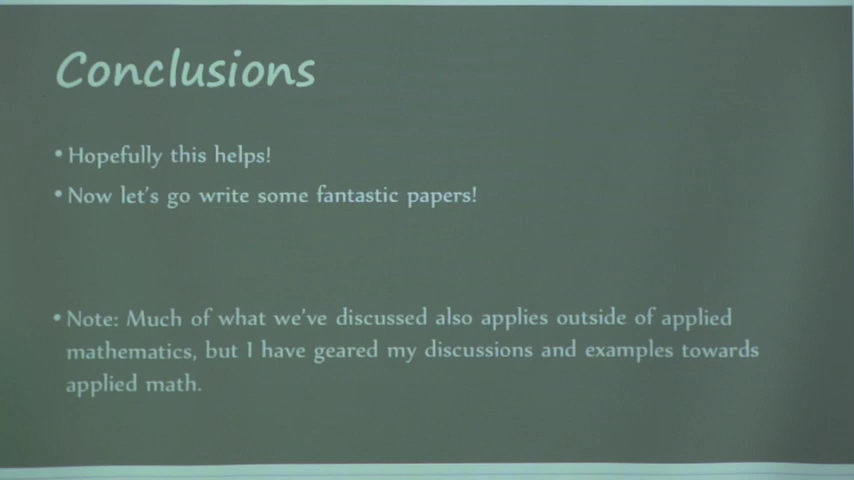 Conclusions
• Hopefully this helps!
• Now let's go write some fantastic papers!
• Note: Much of what we've discussed also applies outside of applied
mathematics, but I have geared my discussions and examples towards
applied math.